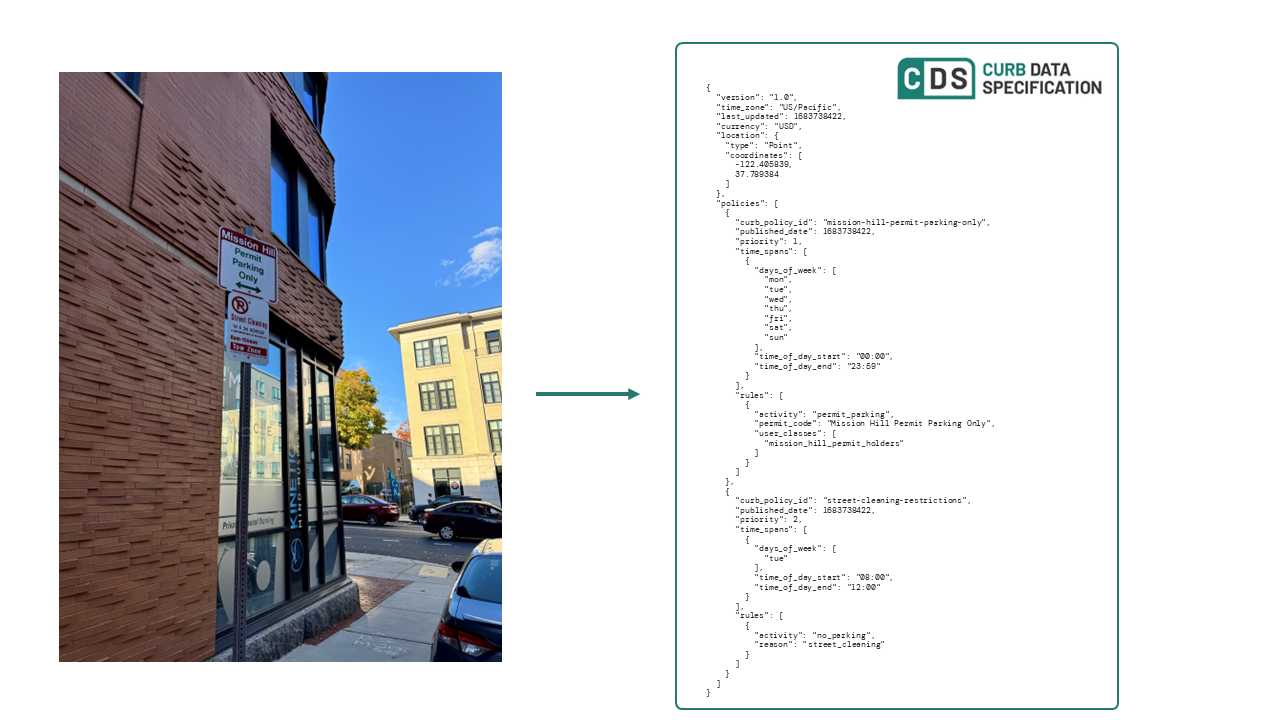 Mission Hill
Permit
Parking
Only
Street Cleaning
8am-12noon
Tow Zone
KINETIC
CDS
CURB DATA
SPECIFICATION
{
"version": "1.0",
"time_zone": "US/Pacific",
"last_updated": 1683738422,
"currency": "USD",
"location": {
"type": "Point",
"coordinates": [
-122.405839,
37.789384
]
},
"policies": [
{
"curb_policy_id": "mission-hill-permit-parking-only",
"published_date": 1683738422,
"priority": 1,
"time_spans": [
{
"days_of_week": [
"mon",
"tue",
"wed",
"thu",
"fri",
"sat",
"sun"
],
"time_of_day_start": "00:00",
"time_of_day_end": "23:59"
}
],
"rules": [
{
"activity": "permit_parking",
"permit_code": "Mission Hill Permit Parking Only",
"user_classes": [
"mission_hill_permit_holders"
]
}
]
},
{
"curb_policy_id": "street-cleaning-restrictions",
"published_date": 1683738422,
"priority": 2,
"time_spans": [
{
"days_of_week": [
"tue"
],
"time_of_day_start": "08:00",
"time_of_day_end": "12:00"
}
],
"rules": [
{
"activity": "no_parking",
"reason": "street_cleaning"
}
]
}
]
}